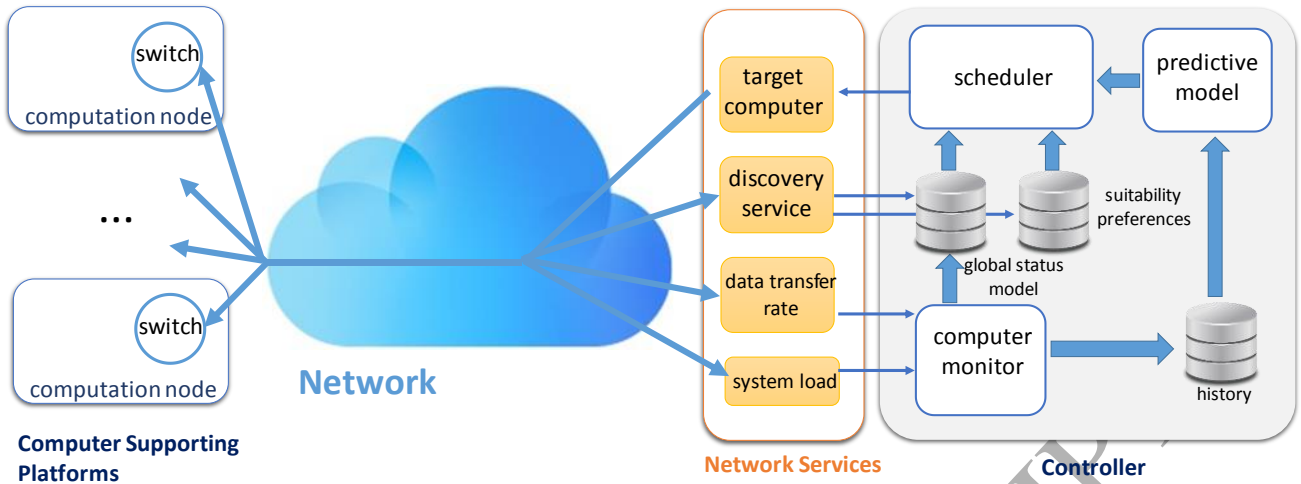 switch
computation node
...
switch
computation node
Computer Supporting
Platforms
Network
target
computer
discovery
service
data transfer
rate
system load
Network Services
scheduler
predictive
model
suitability
preferences
global status
model
computer
monitor
history
Controller